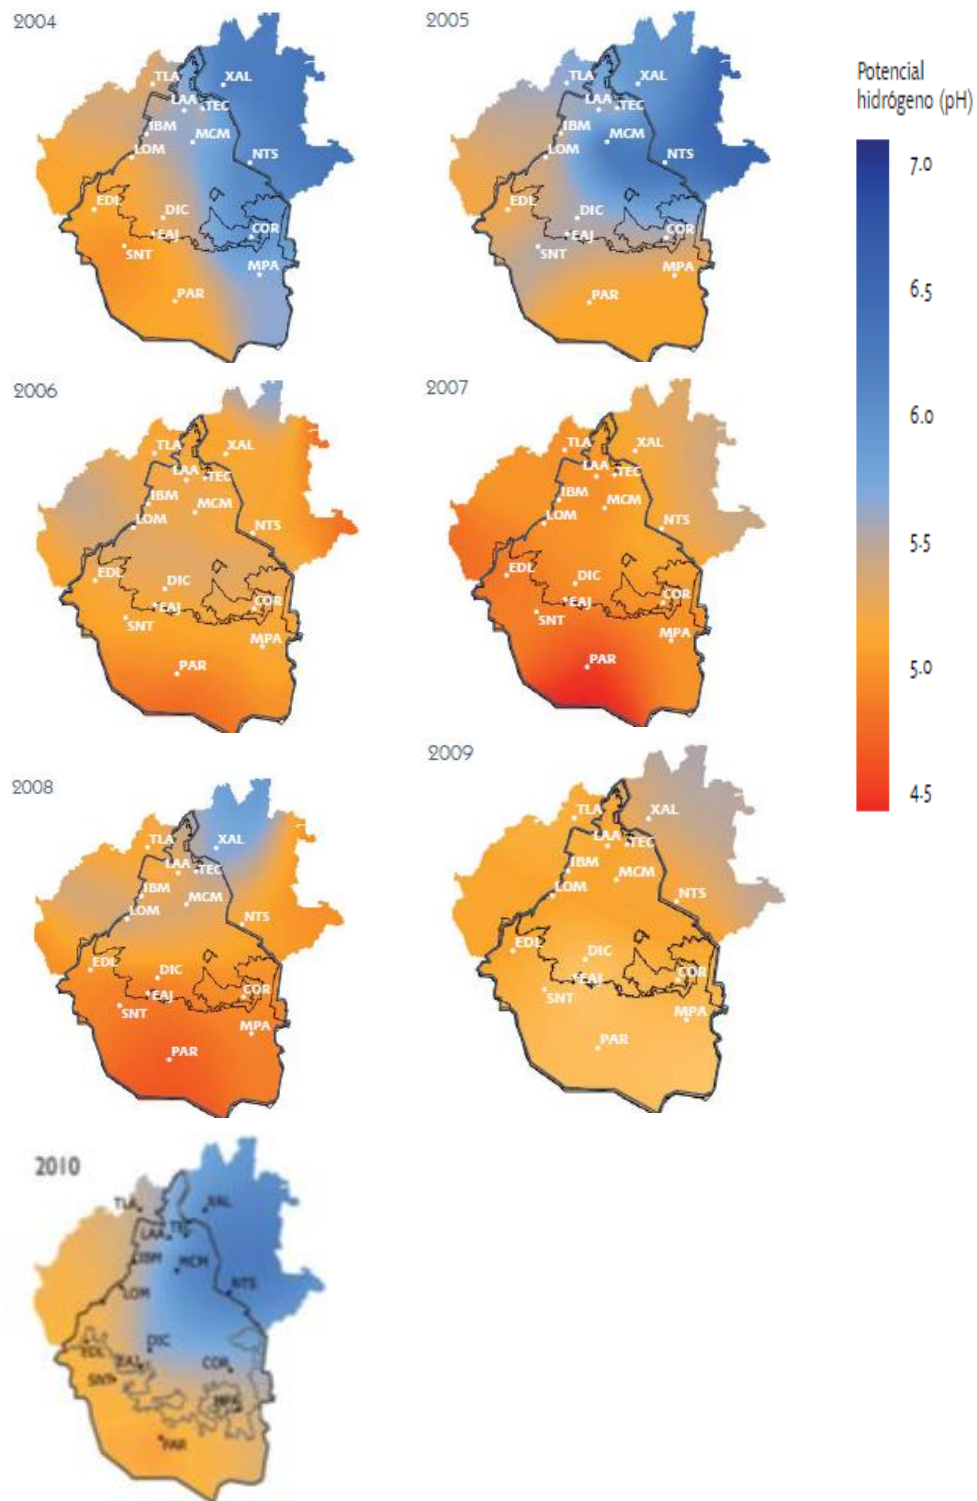 2004
TLA
XAL
LAA
TEC
IBM
MCM
LOM
NTS
EDL
DIC
EAJ
COR
SNT
MPA
PAR
2005
TLA
XAL
LAA
TEC
IBM
MCM
LOM
NTS
EDL
DIC
EAJ
COR
SNT
MPA
PAR
Potencial
hidrógeno (pH)
7.0
6.5
6.0
5.5
5.0
4.5
2006
TLA
XAL
LAA
TEC
IBM
MCM
LOM
NTS
EDL
DIC
EAJ
COR
SNT
MPA
PAR
2007
TLA
XAL
LAA
TEC
IBM
MCM
LOM
NTS
EDL
DIC
EAJ
COR
SNT
MPA
PAR
2008
TLA
XAL
LAA
TEC
IBM
MCM
LOM
NTS
EDL
DIC
EAJ
COR
SNT
MPA
PAR
2009
TLA
XAL
LAA
TEC
IBM
MCM
LOM
NTS
EDL
DIC
EAJ
COR
SNT
MPA
PAR
2010
TLA
XAL
LAA
TEC
IBM
MCM
LOM
NTS
EDL
DIC
EAJ
COR
SNT
MPA
PAR